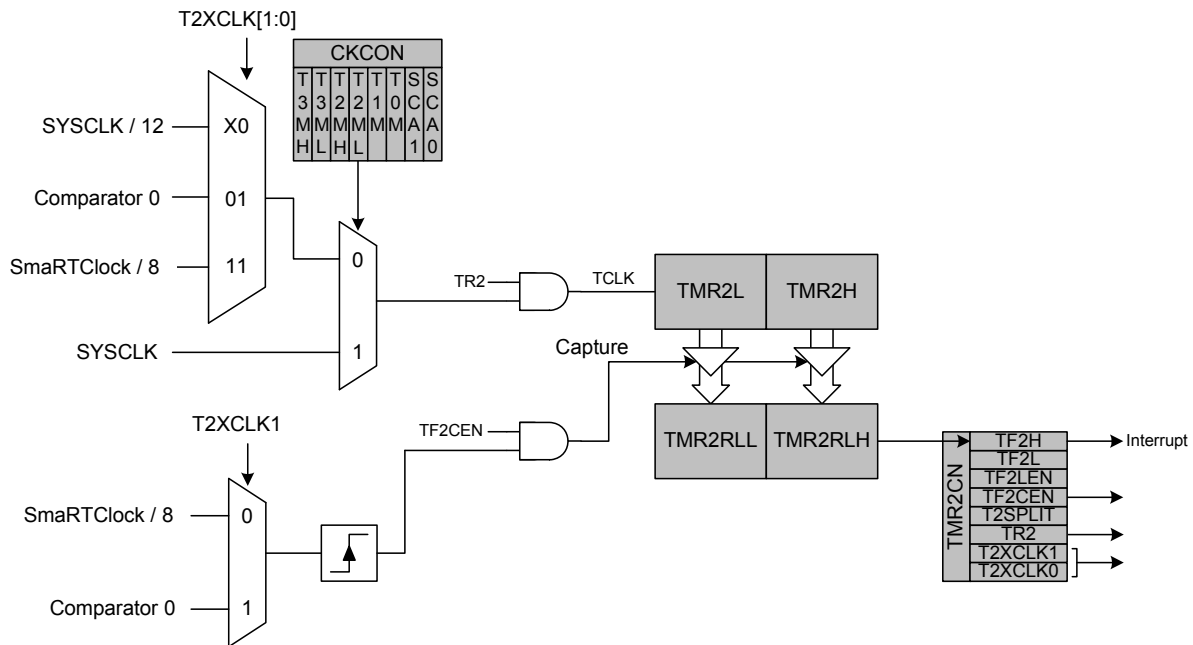 T2XCLK[1:0]
CKCON
T3MH
T3ML
T2MH
T2ML
T1M
T0M
SCA1
SCA0
SYSCLK / 12
X0
Comparator 0
01
SmaRTClock / 8
11
0
SYSCLK
1
TR2
TCLK
TMR2L
TMR2H
Capture
T2XCLK1
TF2CEN
TMR2RLL
TMR2RLH
SmaRTClock / 8
0
Comparator 0
1
TMR2CN
TF2H
Interrupt
TF2L
TF2LEN
TF2CEN
T2SPLIT
TR2
T2XCLK1
T2XCLK0